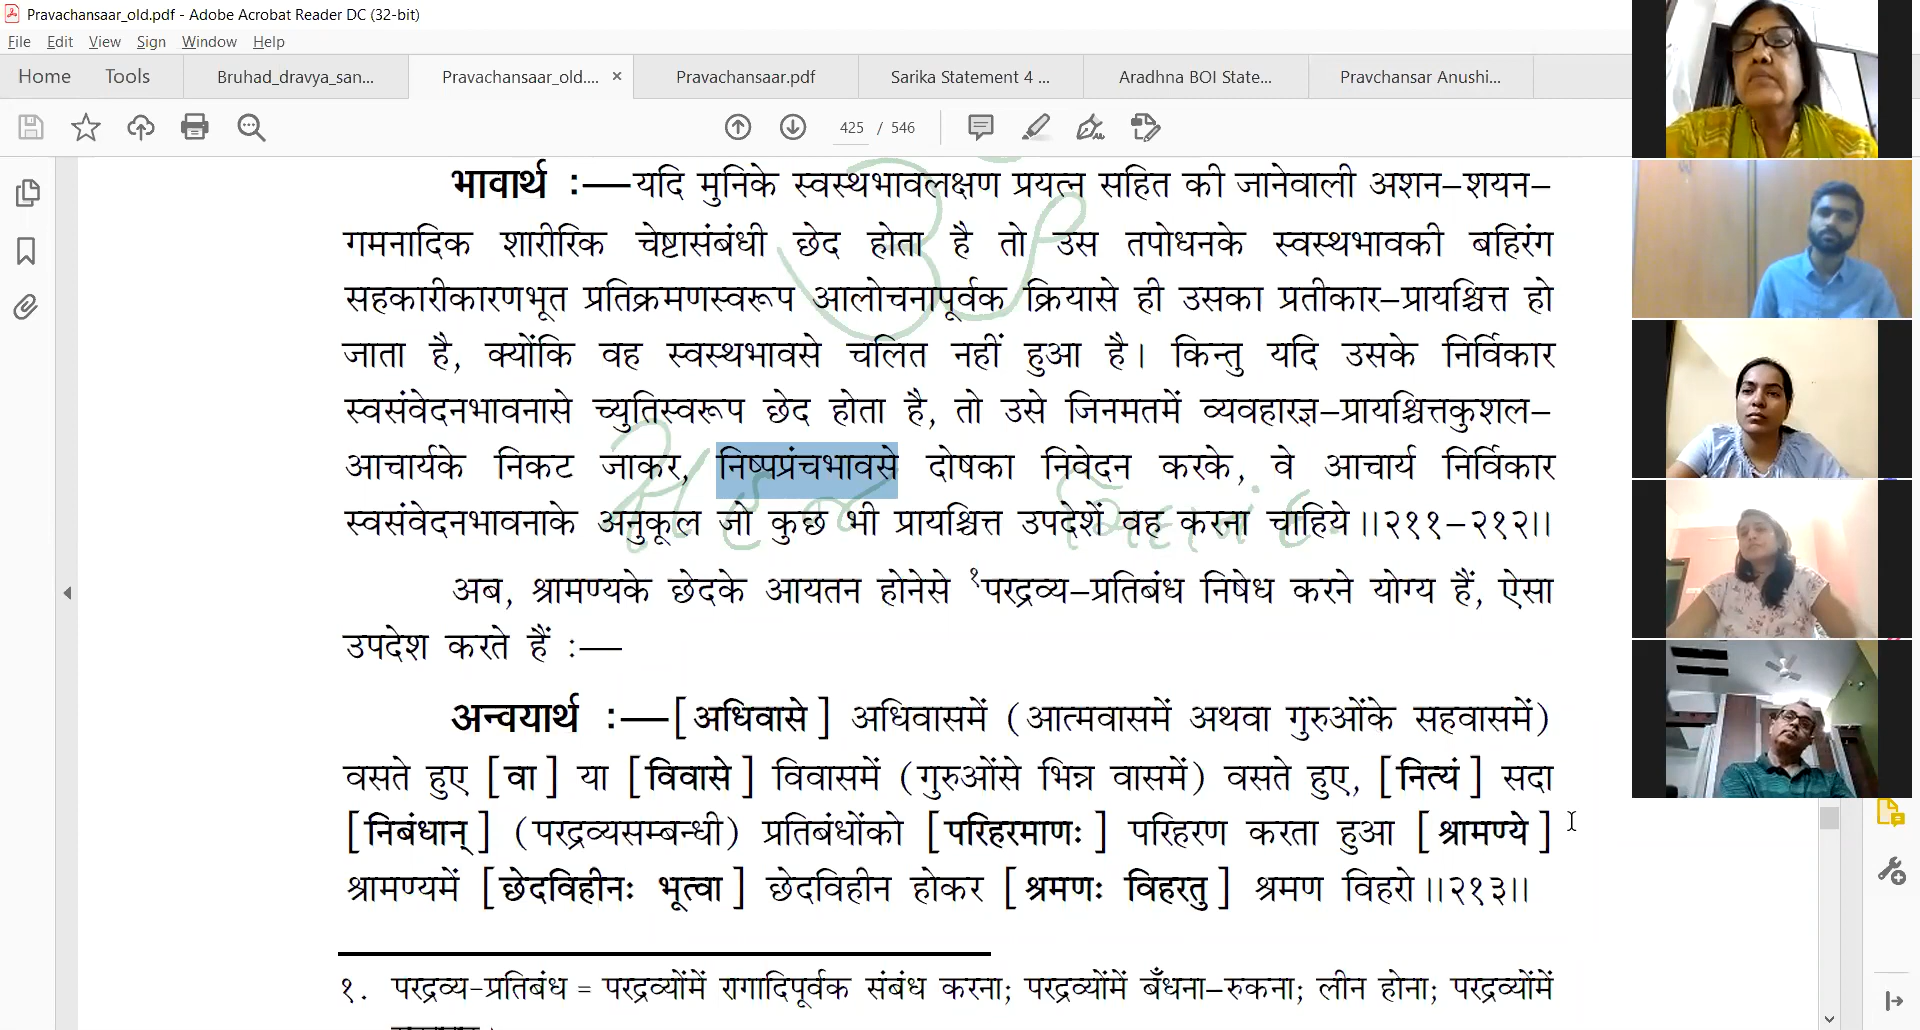 Pravachansaar_old.pdf - Adobe Acrobat Reader DC (32-bit)
File Edit View Sign Window Help
Home Tools Bruhad_dravya_san... Pravachansaar_old.... × Pravachansaar.pdf Sarika Statement 4 ... Aradhna BOI State... Pravchansar Anushi...
425 / 546
भावार्थ :—यदि मुनिके स्वस्थभावलक्षण प्रयत्न सहित की जानेवाली अशन–शयन–
गमनादिक शारीरिक चेष्टासंबंधी छेद होता है तो उस तपोधनके स्वस्थभावकी बहिरंग
सहकारीकारणभूत प्रतिक्रमणस्वरूप आलोचनापूर्वक क्रियासे ही उसका प्रतीकार–प्रायश्चित्त हो
जाता है, क्योंकि वह स्वस्थभावसे चलित नहीं हुआ है। किन्तु यदि उसके निर्विकार
स्वसंवेदनभावनासे च्युतिस्वरूप छेद होता है, तो उसे जिनमतमें व्यवहारज्ञ–प्रायश्चित्तकुशल–
आचार्यके निकट जाकर, निष्पप्रंचभावसे दोषका निवेदन करके, वे आचार्य निर्विकार
स्वसंवेदनभावनाके अनुकूल जो कुछ भी प्रायश्चित्त उपदेशें वह करना चाहिये॥२११–२१२॥
अब, श्रामण्यके छेदके आयतन होनेसे १परद्रव्य–प्रतिबंध निषेध करने योग्य हैं, ऐसा
उपदेश करते हैं :—
अन्वयार्थ :—[अधिवासे] अधिवासमें (आत्मवासमें अथवा गुरुओंके सहवासमें)
वसते हुए [वा] या [विवासे] विवासमें (गुरुओंसे भिन्न वासमें) वसते हुए, [नित्यं] सदा
[निबंधान्] (परद्रव्यसम्बन्धी) प्रतिबंधोंको [परिहरमाणः] परिहरण करता हुआ [श्रामण्ये]
श्रामण्यमें [छेदविहीनः भूत्वा] छेदविहीन होकर [श्रमणः विहरतु] श्रमण विहरो॥२१३॥
१. परद्रव्य-प्रतिबंध = परद्रव्योंमें रागादिपूर्वक संबंध करना; परद्रव्योंमें बँधना–रुकना; लीन होना; परद्रव्योंमें